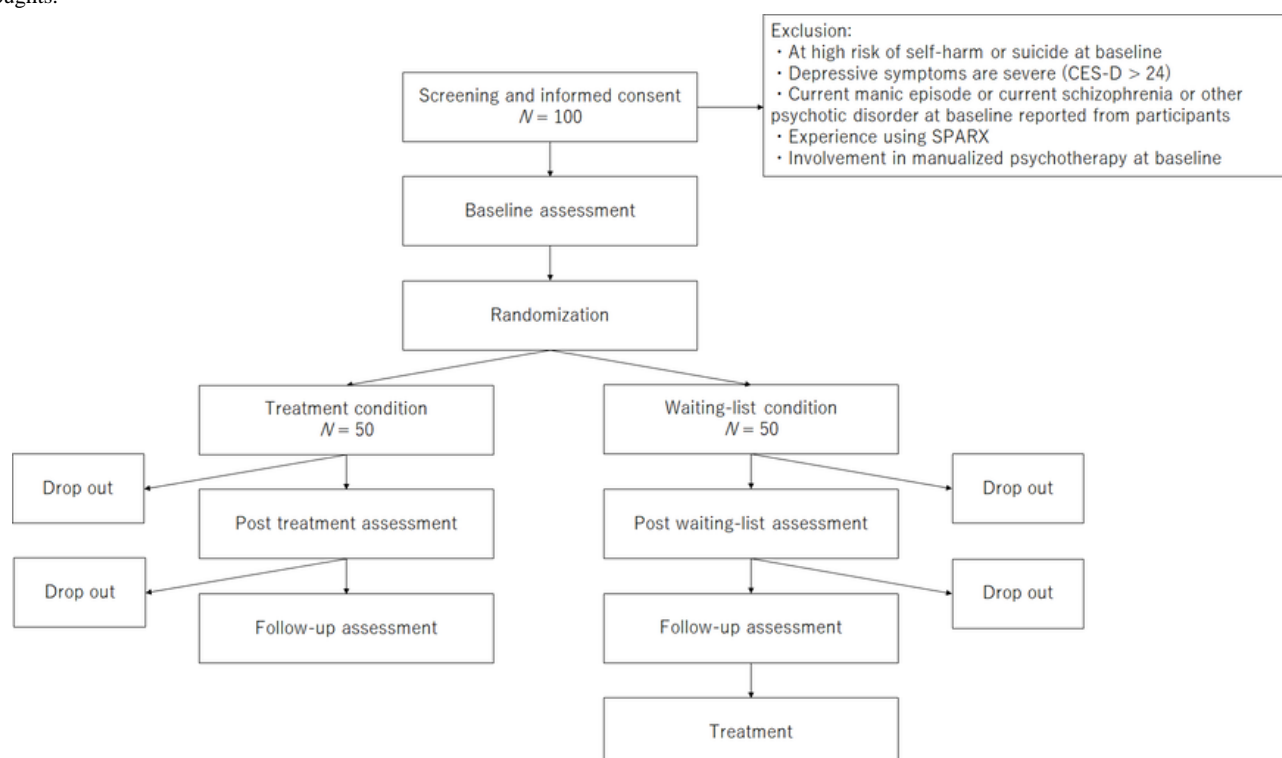 Exclusion:
・At high risk of self-harm or suicide at baseline
・Depressive symptoms are severe (CES-D > 24)
・Current manic episode or current schizophrenia or other
psychotic disorder at baseline reported from participants
・Experience using SPARX
・Involvement in manualized psychotherapy at baseline
Screening and informed consent
N = 100
Baseline assessment
Randomization
Treatment condition
N = 50
Waiting-list condition
N = 50
Drop out
Drop out
Post treatment assessment
Post waiting-list assessment
Drop out
Drop out
Follow-up assessment
Follow-up assessment
Treatment